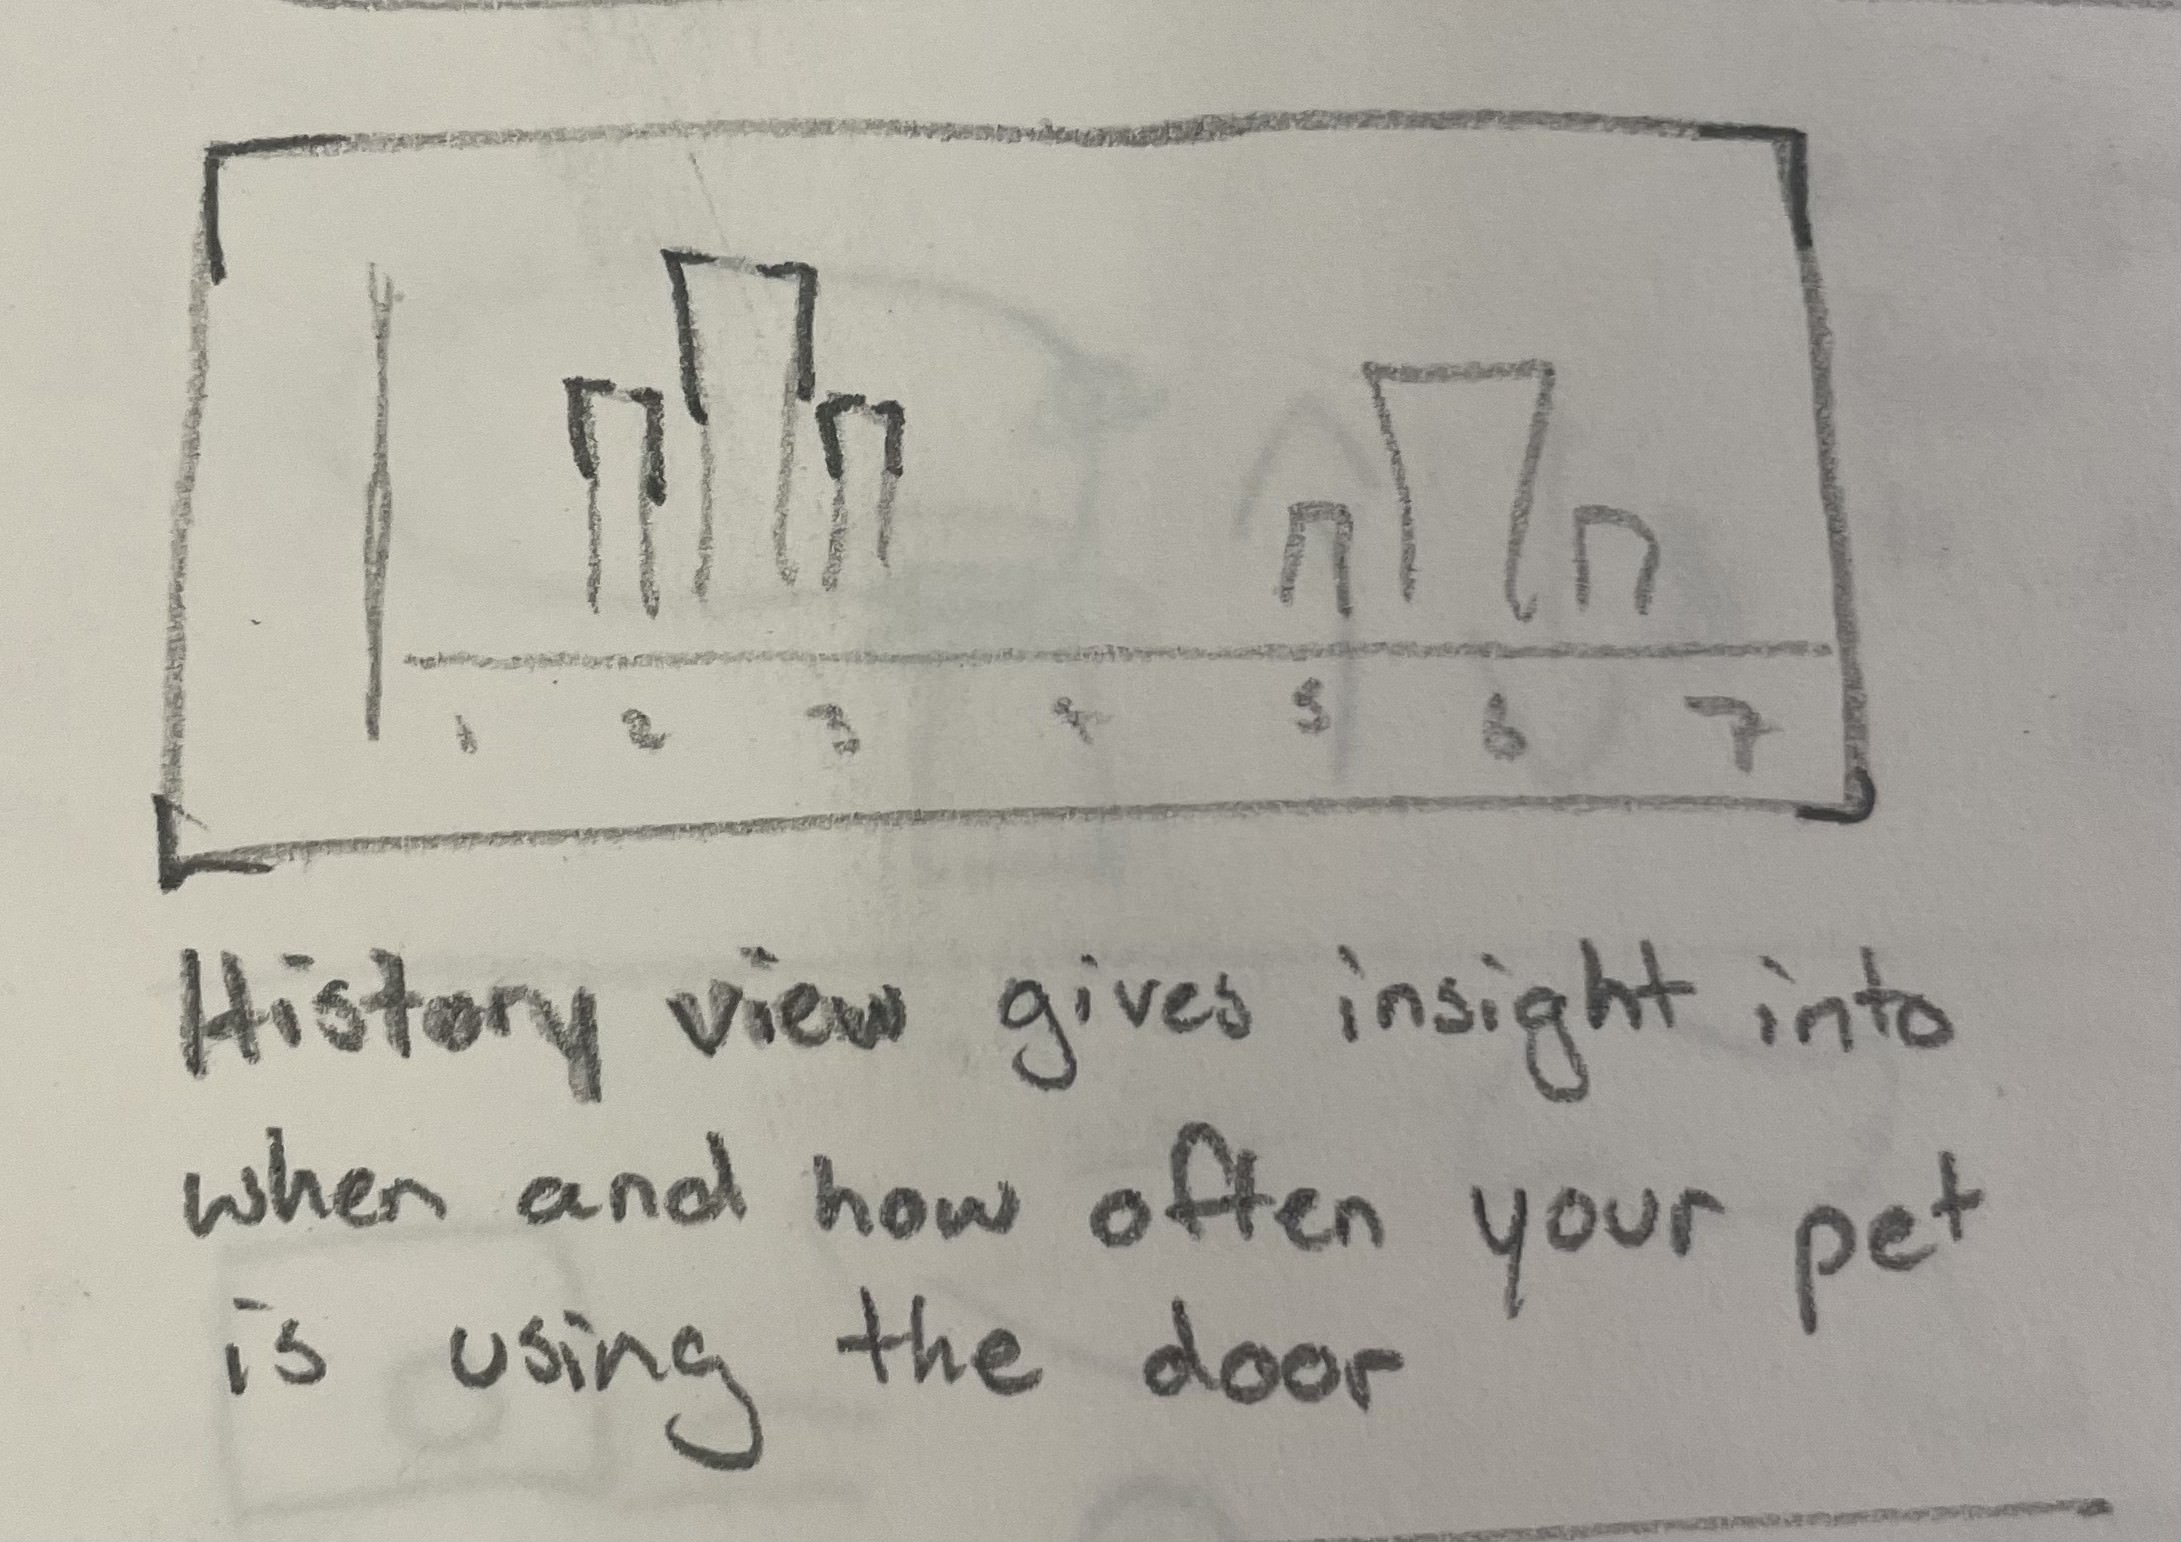 1 2 3 4 5 6 7
History view gives insight into
when and how often your pet
is using the door